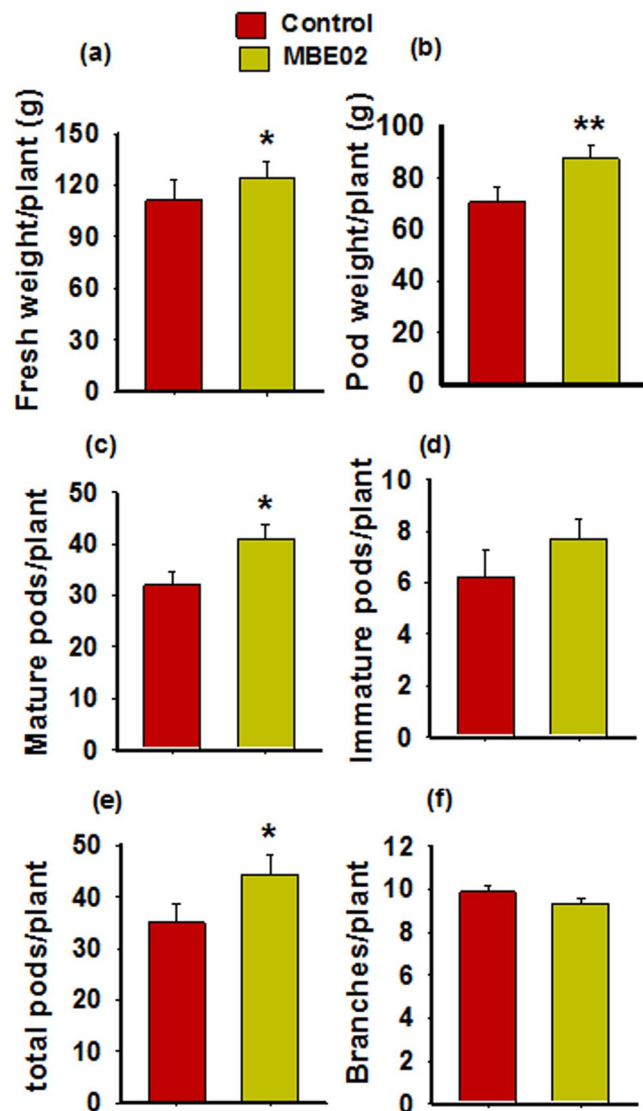 Control
MBE02
(a)
Fresh weight/plant (g)
150
120
90
60
30
0
*
(b)
Pod weight/plant (g)
100
80
60
40
20
0
**
(c)
Mature pods/plant
50
40
30
20
10
0
*
(d)
Immature pods/plant
10
8
6
4
2
0
(e)
total pods/plant
50
40
30
20
10
0
*
(f)
Branches/plant
12
10
8
6
4
2
0